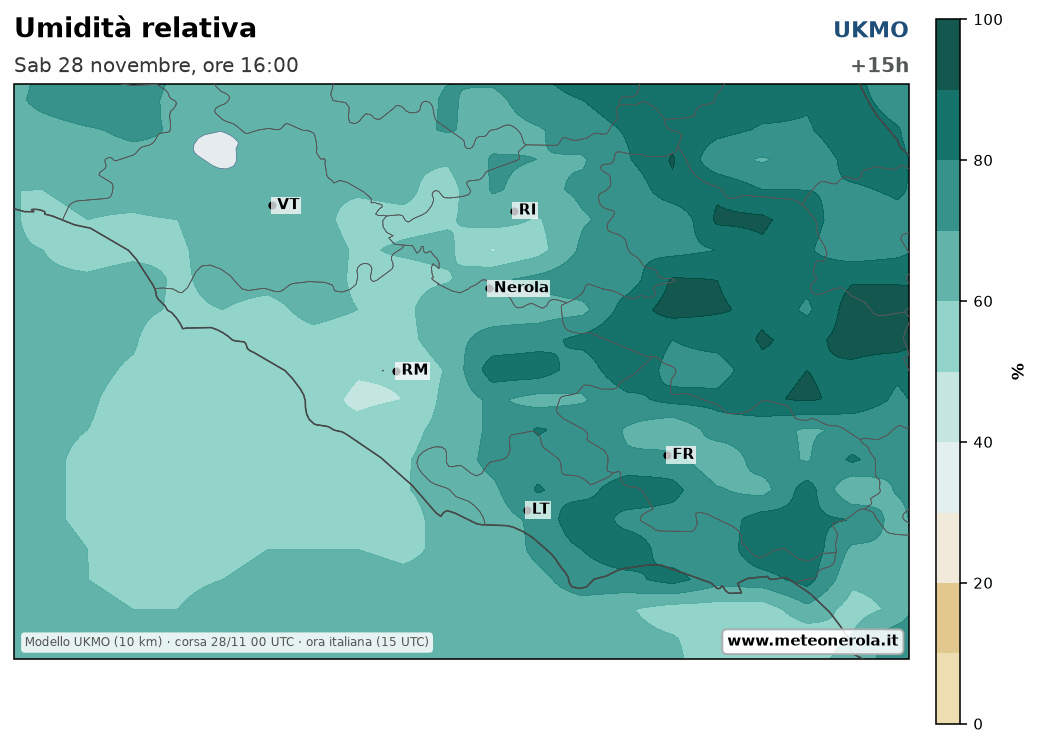 Umidità relativa
UKMO
Sab 28 novembre, ore 16:00
+15h
100
80
60
40
20
0
%
VT
RI
Nerola
RM
FR
LT
Modello UKMO (10 km) · corsa 28/11 00 UTC · ora italiana (15 UTC)
www.meteonerola.it